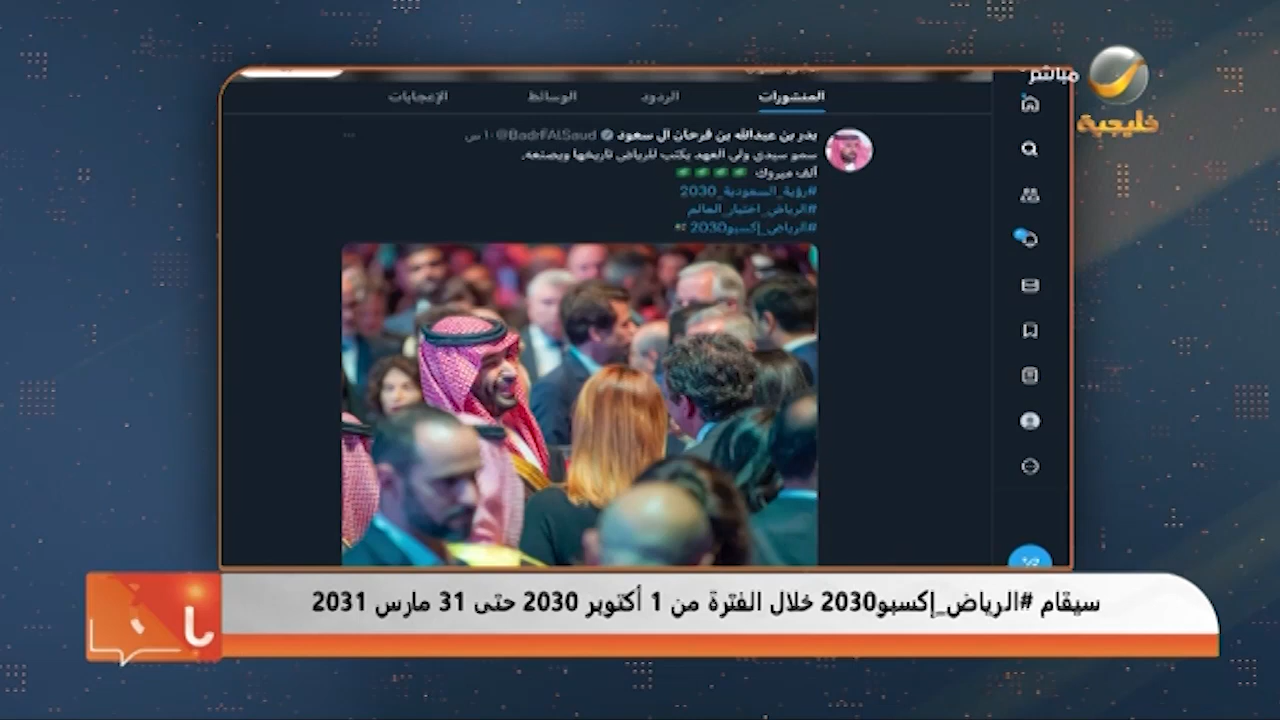 مباشر
خليجية
المنشورات الردود الوسائط الإعجابات
بدر بن عبدالله بن فرحان آل سعود @BadrFAlSaud · ١٠ س
سمو سيدي ولي العهد يكتب للرياض تاريخها ويصنعه.
ألف مبروك
#رؤية_السعودية_2030
#الرياض_اختيار_العالم
#الرياض_إكسبو2030
سيقام #الرياض_إكسبو2030 خلال الفترة من 1 أكتوبر 2030 حتى 31 مارس 2031
يا